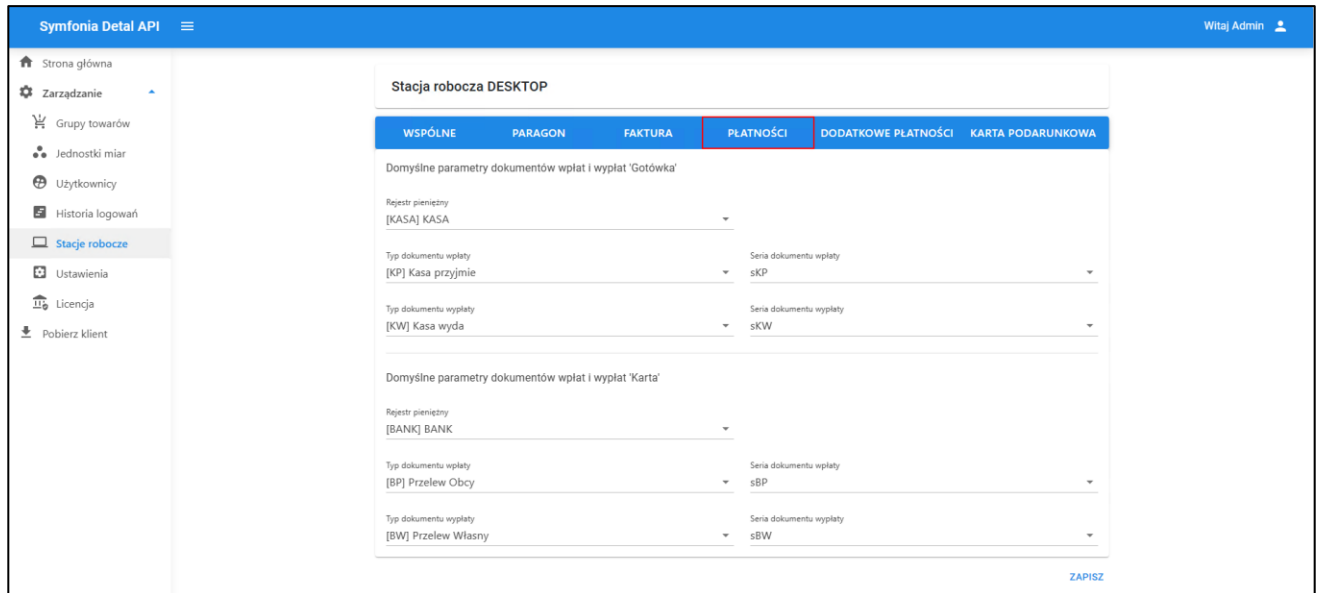 Symfonia Detal API
Witaj Admin
Strona główna
Zarządzanie
Grupy towarów
Jednostki miar
Użytkownicy
Historia logowań
Stacje robocze
Ustawienia
Licencja
Pobierz klient
Stacja robocza DESKTOP
WSPÓLNE PARAGON FAKTURA PŁATNOŚCI DODATKOWE PŁATNOŚCI KARTA PODARUNKOWA
Domyślne parametry dokumentów wpłat i wypłat 'Gotówka'
Rejestr pieniężny
[KASA] KASA
Typ dokumentu wpłaty Seria dokumentu wpłaty
[KP] Kasa przyjmie sKP
Typ dokumentu wypłaty Seria dokumentu wypłaty
[KW] Kasa wyda sKW
Domyślne parametry dokumentów wpłat i wypłat 'Karta'
Rejestr pieniężny
[BANK] BANK
Typ dokumentu wpłaty Seria dokumentu wpłaty
[BP] Przelew Obcy sBP
Typ dokumentu wypłaty Seria dokumentu wypłaty
[BW] Przelew Własny sBW
ZAPISZ